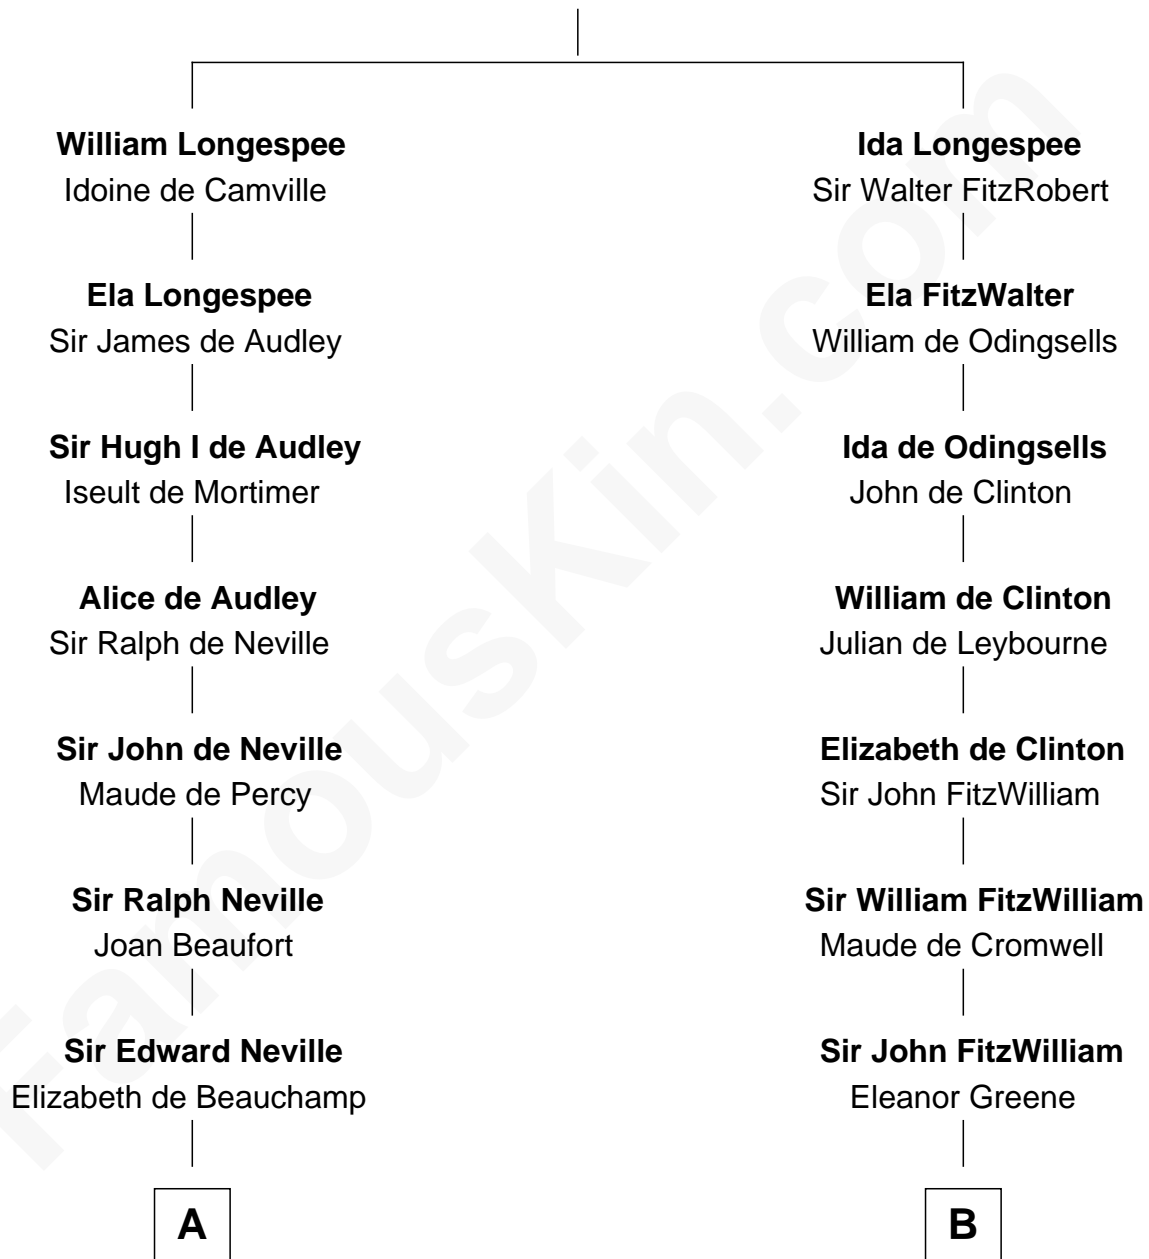 William Longespee
Idoine de Camville
Ela Longespee
Sir James de Audley
Sir Hugh I de Audley
Iseult de Mortimer
Alice de Audley
Sir Ralph de Neville
Sir John de Neville
Maude de Percy
Sir Ralph Neville
Joan Beaufort
Sir Edward Neville
Elizabeth de Beauchamp
A
Ida Longespee
Sir Walter FitzRobert
Ela FitzWalter
William de Odingsells
Ida de Odingsells
John de Clinton
William de Clinton
Julian de Leybourne
Elizabeth de Clinton
Sir John FitzWilliam
Sir William FitzWilliam
Maude de Cromwell
Sir John FitzWilliam
Eleanor Greene
B
FamousKin.com